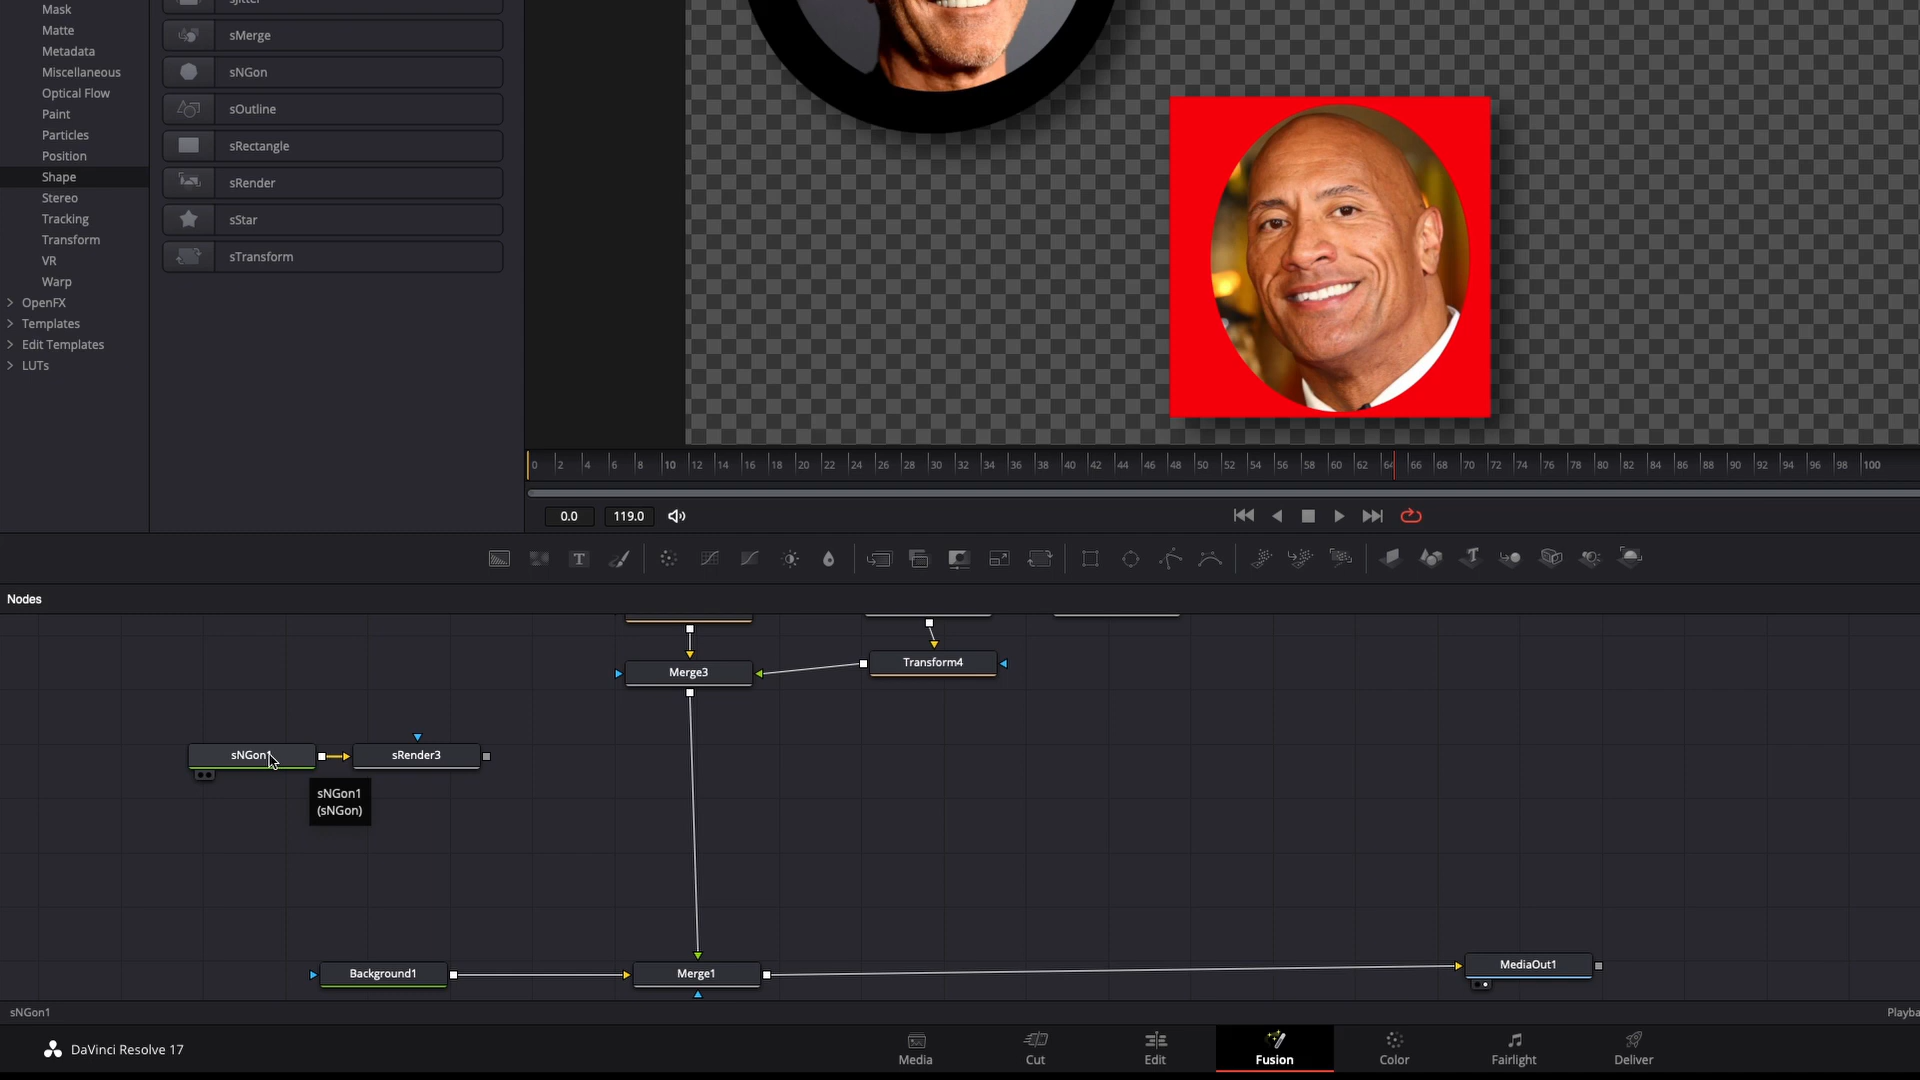 sJitter
Mask
sMerge
Matte
Metadata
sNGon
Miscellaneous
Optical Flow
sOutline
Paint
Particles
sRectangle
Position
Shape
sRender
Stereo
sStar
Tracking
Transform
sTransform
VR
Warp
OpenFX
Templates
Edit Templates
LUTs
0 2 4 6 8 10 12 14 16 18 20 22 24 26 28 30 32 34 36 38 40 42 44 46 48 50 52 54 56 58 60 62 64 66 68 70 72 74 76 78 80 82 84 86 88 90 92 94 96 98 100
0.0 119.0
T
T
Nodes
Merge3
Transform4
sNGon1
sRender3
sNGon1
(sNGon)
Background1
Merge1
MediaOut1
sNGon1
Playba
DaVinci Resolve 17
Media
Cut
Edit
Fusion
Color
Fairlight
Deliver